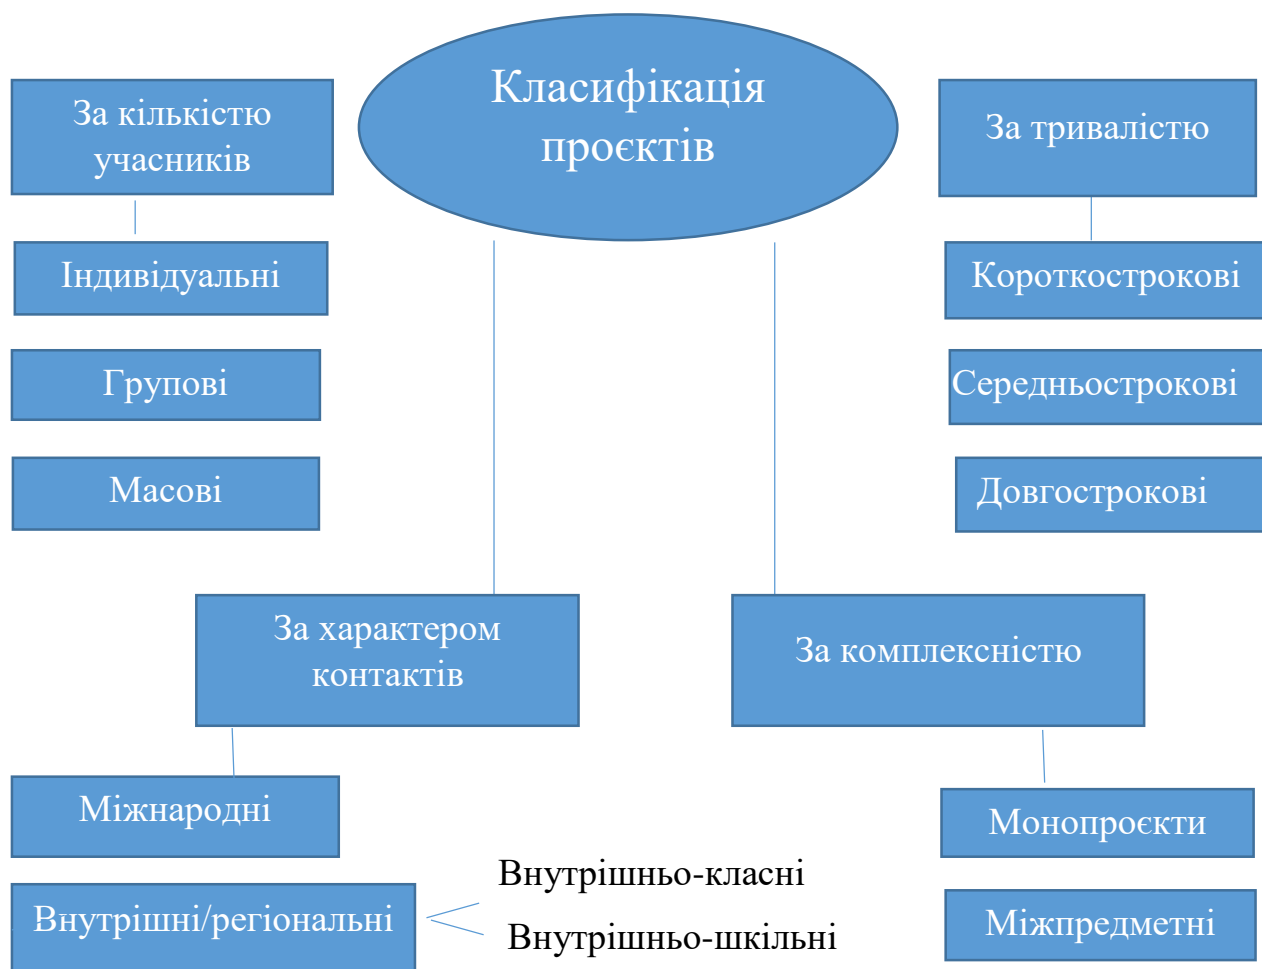 Класифікація
проєктів
За кількістю
учасників
Індивідуальні
Групові
Масові
За тривалістю
Короткострокові
Середньострокові
Довгострокові
За характером
контактів
Міжнародні
Внутрішні/регіональні
Внутрішньо-класні
Внутрішньо-шкільні
За комплексністю
Монопроєкти
Міжпредметні